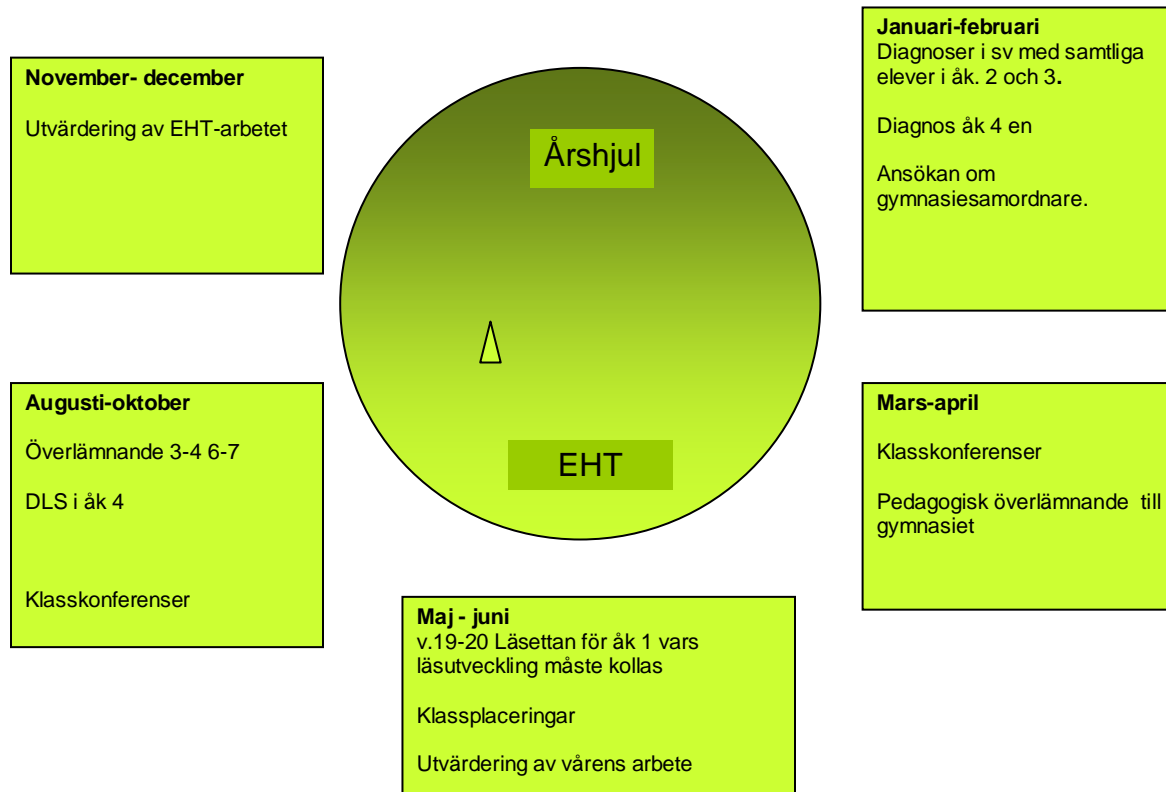 Januari-februari
Diagnoser i sv med samtliga
elever i åk. 2 och 3.
Diagnos åk 4 en
Ansökan om
gymnasiesamordnare.
November- december
Utvärdering av EHT-arbetet
Årshjul
EHT
Augusti-oktober
Överlämnande 3-4 6-7
DLS i åk 4
Klasskonferenser
Mars-april
Klasskonferenser
Pedagogisk överlämnande till
gymnasiet
Maj - juni
v.19-20 Läsettan för åk 1 vars
läsutveckling måste kollas
Klassplaceringar
Utvärdering av vårens arbete